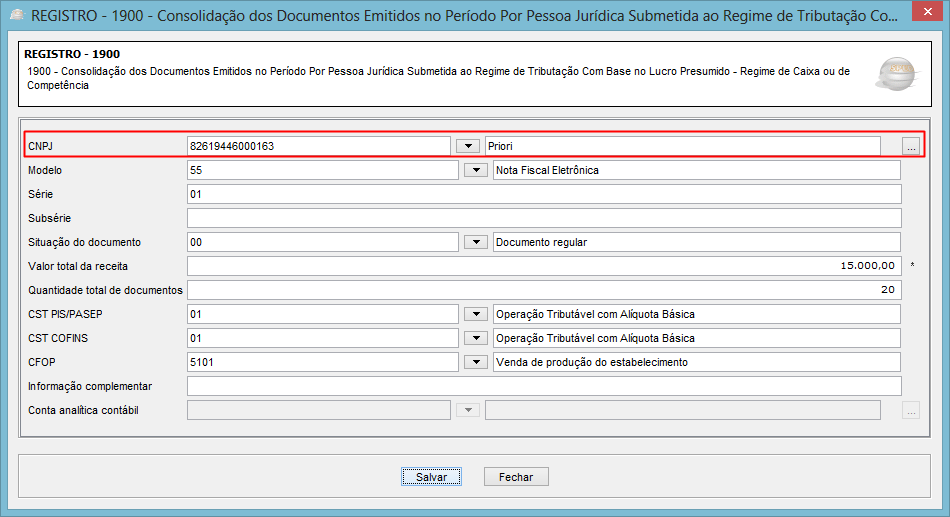 REGISTRO - 1900 - Consolidação dos Documentos Emitidos no Período Por Pessoa Jurídica Submetida ao Regime de Tributação Co...
REGISTRO - 1900
1900 - Consolidação dos Documentos Emitidos no Período Por Pessoa Jurídica Submetida ao Regime de Tributação Com Base no Lucro Presumido - Regime de Caixa ou de
Competência
CNPJ 82619446000163 Priori ...
Modelo 55 Nota Fiscal Eletrônica
Série 01
Subsérie
Situação do documento 00 Documento regular
Valor total da receita 15.000,00 *
Quantidade total de documentos 20
CST PIS/PASEP 01 Operação Tributável com Alíquota Básica
CST COFINS 01 Operação Tributável com Alíquota Básica
CFOP 5101 Venda de produção do estabelecimento
Informação complementar
Conta analítica contábil ...
Salvar Fechar